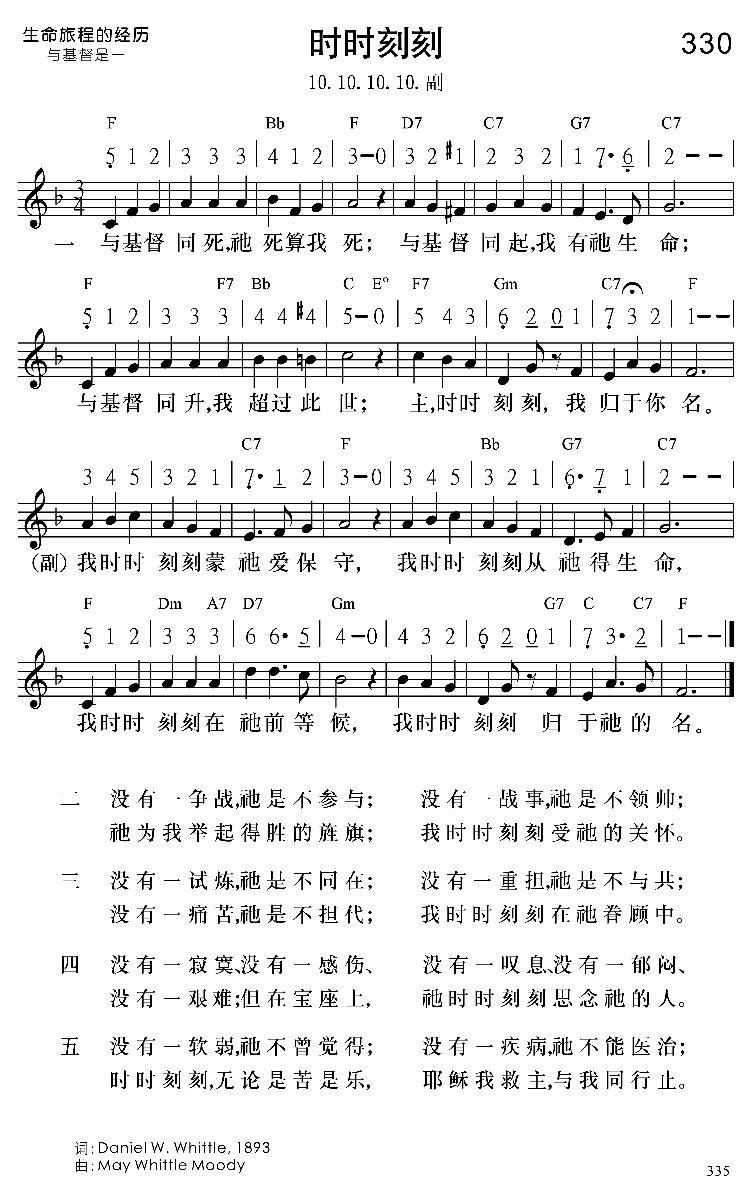 生命旅程的经历
与基督是一
时时刻刻
330
10. 10. 10. 10. 副
F Bb F D7 C7 G7 C7
5 1 2 | 3 3 3 | 4 1 2 | 3–0 | 3 2 #1 | 2 3 2 | 1 7· 6 | 2 – –
一 与基督 同死,祂 死算我 死; 与基督 同起,我 有祂生 命;
F F7 Bb C E° F7 Gm C7 F
5 1 2 | 3 3 3 | 4 4 #4 | 5–0 | 5 4 3 | 6 2 0 1 | 7 3 2 | 1 – –
与基督 同升,我 超过此 世; 主,时时 刻刻, 我 归于你 名。
C7 F Bb G7 C7
3 4 5 | 3 2 1 | 7· 1 2 | 3–0 | 3 4 5 | 3 2 1 | 6· 7 1 | 2 – –
(副) 我时时 刻刻蒙 祂爱保 守, 我时时 刻刻从 祂得生 命,
F Dm A7 D7 Gm G7 C C7 F
5 1 2 | 3 3 3 | 6 6· 5 | 4–0 | 4 3 2 | 6 2 0 1 | 7 3· 2 | 1 – –
我时时 刻刻在 祂前等 候, 我时时 刻刻 归 于祂的 名。
二 没有一争战,祂是不参与; 没有一战事,祂是不领帅;
祂为我举起得胜的旌旗; 我时时刻刻受祂的关怀。
三 没有一试炼,祂是不同在; 没有一重担,祂是不与共;
没有一痛苦,祂是不担代; 我时时刻刻在祂眷顾中。
四 没有一寂寞、没有一感伤、 没有一叹息、没有一郁闷、
没有一艰难;但在宝座上, 祂时时刻刻思念祂的人。
五 没有一软弱,祂不曾觉得; 没有一疾病,祂不能医治;
时时刻刻,无论是苦是乐, 耶稣我救主,与我同行止。
词: Daniel W. Whittle, 1893
曲: May Whittle Moody
335